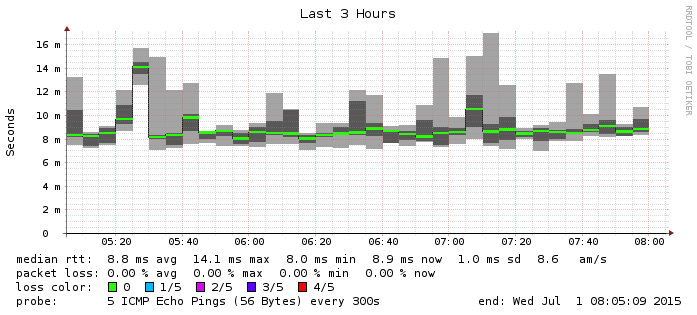 Last 3 Hours
RRDTOOL / TOBI OETIKER
Seconds
16 m
14 m
12 m
10 m
8 m
6 m
4 m
2 m
0
05:20 05:40 06:00 06:20 06:40 07:00 07:20 07:40 08:00
median rtt: 8.8 ms avg 14.1 ms max 8.0 ms min 8.9 ms now 1.0 ms sd 8.6 am/s
packet loss: 0.00 % avg 0.00 % max 0.00 % min 0.00 % now
loss color: 0 1/5 2/5 3/5 4/5
probe: 5 ICMP Echo Pings (56 Bytes) every 300s end: Wed Jul 1 08:05:09 2015